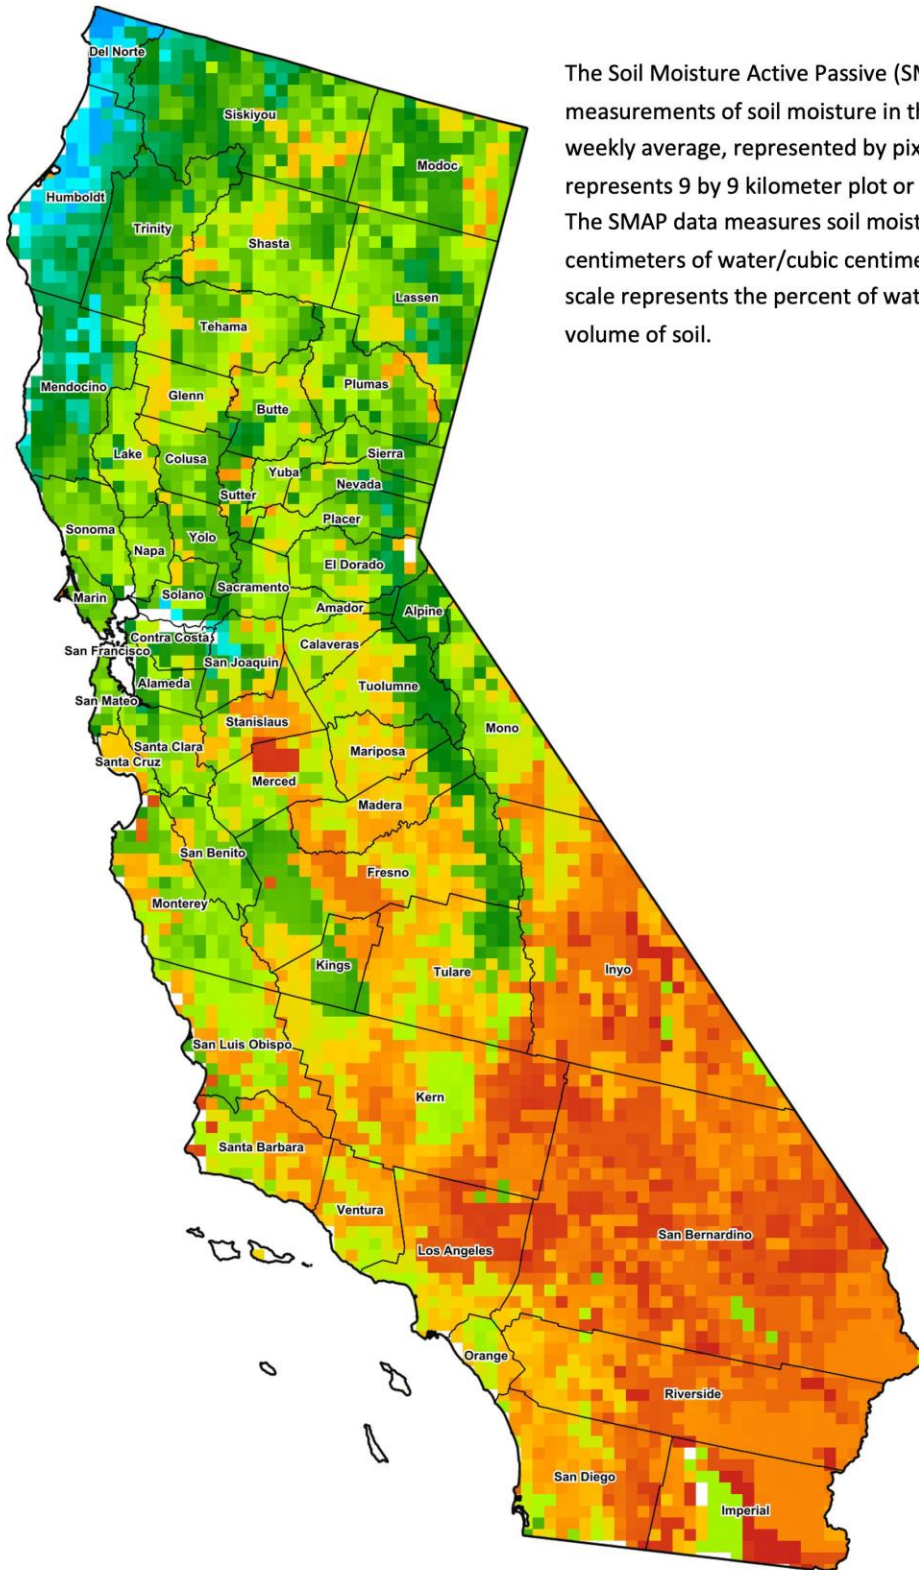 The Soil Moisture Active Passive (SM
measurements of soil moisture in th
weekly average, represented by pix
represents 9 by 9 kilometer plot or
The SMAP data measures soil moist
centimeters of water/cubic centime
scale represents the percent of wat
volume of soil.
Del Norte
Siskiyou
Modoc
Humboldt
Trinity
Shasta
Lassen
Tehama
Mendocino
Glenn
Butte
Plumas
Lake
Colusa
Yuba
Sierra
Sutter
Nevada
Placer
Sonoma
Napa
Yolo
El Dorado
Marin
Solano
Sacramento
Amador
Alpine
Contra Costa
San Francisco
Calaveras
San Joaquin
Alameda
Tuolumne
San Mateo
Stanislaus
Mono
Santa Clara
Santa Cruz
Mariposa
Merced
Madera
San Benito
Fresno
Monterey
Kings
Tulare
Inyo
San Luis Obispo
Kern
Santa Barbara
Ventura
Los Angeles
San Bernardino
Orange
Riverside
San Diego
Imperial